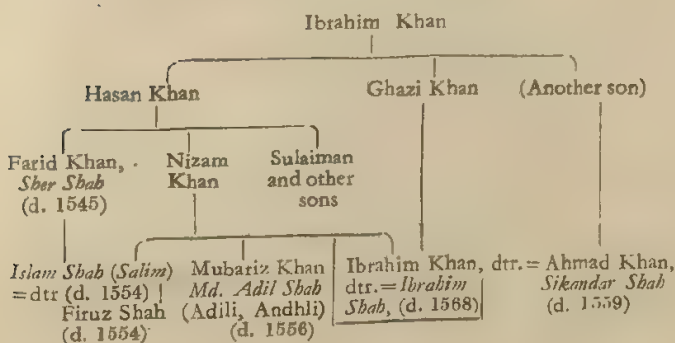 Ibrahim Khan
Hasan Khan Ghazi Khan (Another son)
Farid Khan, Nizam Sulaiman
Sher Shah Khan and other
(d. 1545) sons
Islam Shah (Salim) Mubariz Khan Ibrahim Khan, dtr. = Ahmad Khan,
=dtr (d. 1554) Md. Adil Shah dtr.=Ibrahim Sikandar Shah
Firuz Shah (Adili, Andhli) Shah, (d. 1568) (d. 1559)
(d. 1554) (d. 1556)